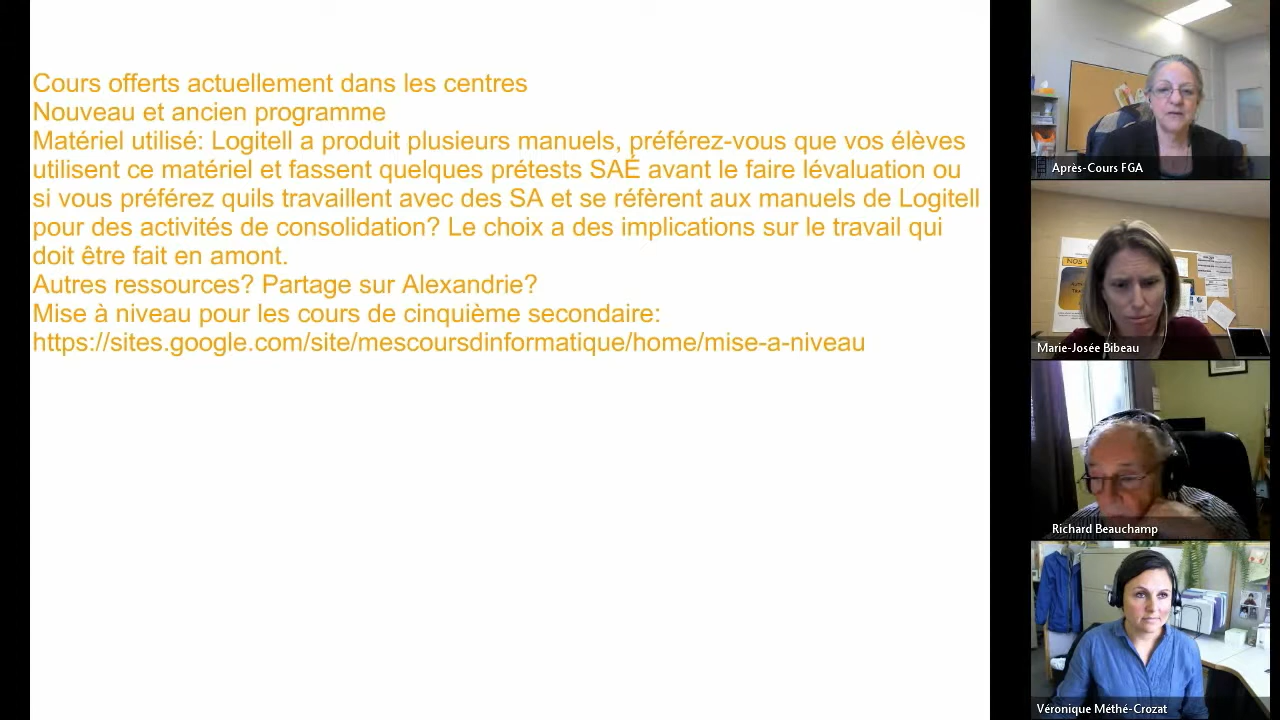 Cours offerts actuellement dans les centres
Nouveau et ancien programme
Matériel utilisé: Logitell a produit plusieurs manuels, préférez-vous que vos élèves
utilisent ce matériel et fassent quelques prétests SAÉ avant le faire lévaluation ou
si vous préférez quils travaillent avec des SA et se réfèrent aux manuels de Logitell
pour des activités de consolidation? Le choix a des implications sur le travail qui
doit être fait en amont.
Autres ressources? Partage sur Alexandrie?
Mise à niveau pour les cours de cinquième secondaire:
https://sites.google.com/site/mescoursdinformatique/home/mise-a-niveau
Après-Cours FGA
NOS
Marie-Josée Bibeau
Richard Beauchamp
Véronique Méthé-Crozat